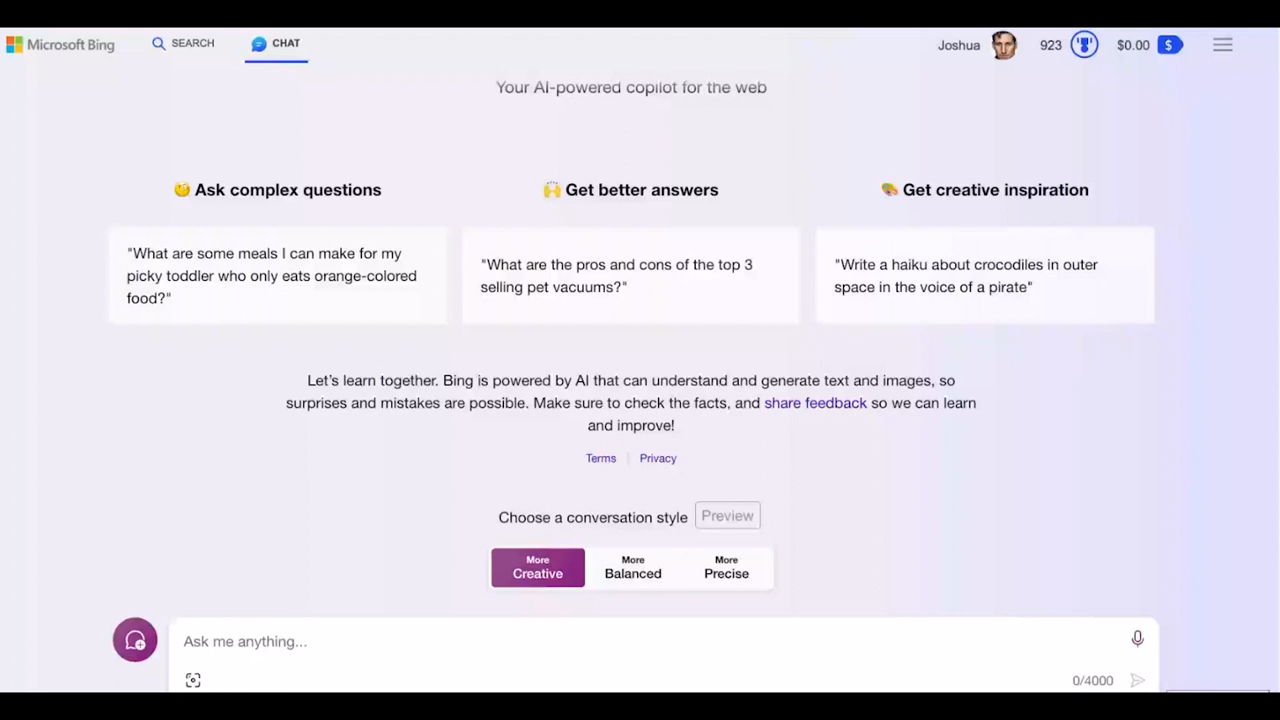 Microsoft Bing
SEARCH
CHAT
Joshua
923
$0.00
$
Your AI-powered copilot for the web
Ask complex questions
"What are some meals I can make for my
picky toddler who only eats orange-colored
food?"
Get better answers
"What are the pros and cons of the top 3
selling pet vacuums?"
Get creative inspiration
"Write a haiku about crocodiles in outer
space in the voice of a pirate"
Let's learn together. Bing is powered by AI that can understand and generate text and images, so
surprises and mistakes are possible. Make sure to check the facts, and share feedback so we can learn
and improve!
Terms
Privacy
Choose a conversation style
Preview
More
Creative
More
Balanced
More
Precise
Ask me anything...
0/4000